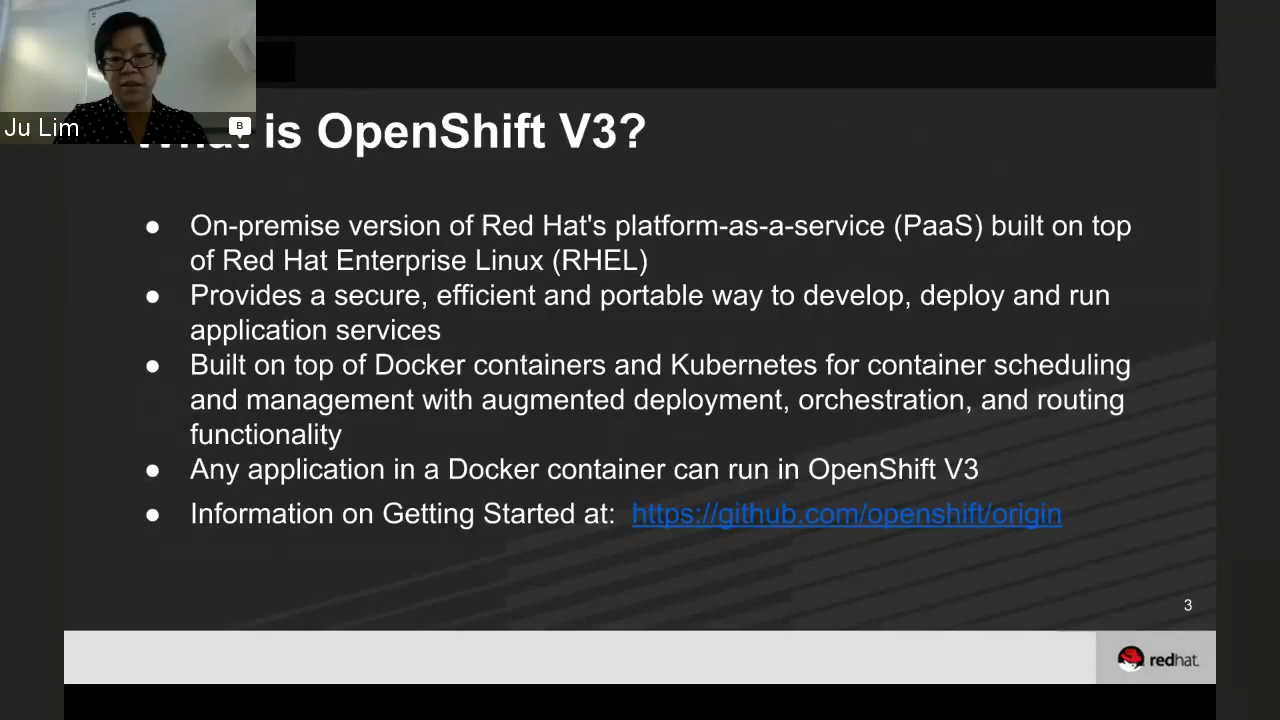 Ju Lim
B
What is OpenShift V3?
● On-premise version of Red Hat's platform-as-a-service (PaaS) built on top
of Red Hat Enterprise Linux (RHEL)
● Provides a secure, efficient and portable way to develop, deploy and run
application services
● Built on top of Docker containers and Kubernetes for container scheduling
and management with augmented deployment, orchestration, and routing
functionality
● Any application in a Docker container can run in OpenShift V3
● Information on Getting Started at: https://github.com/openshift/origin
3
redhat.